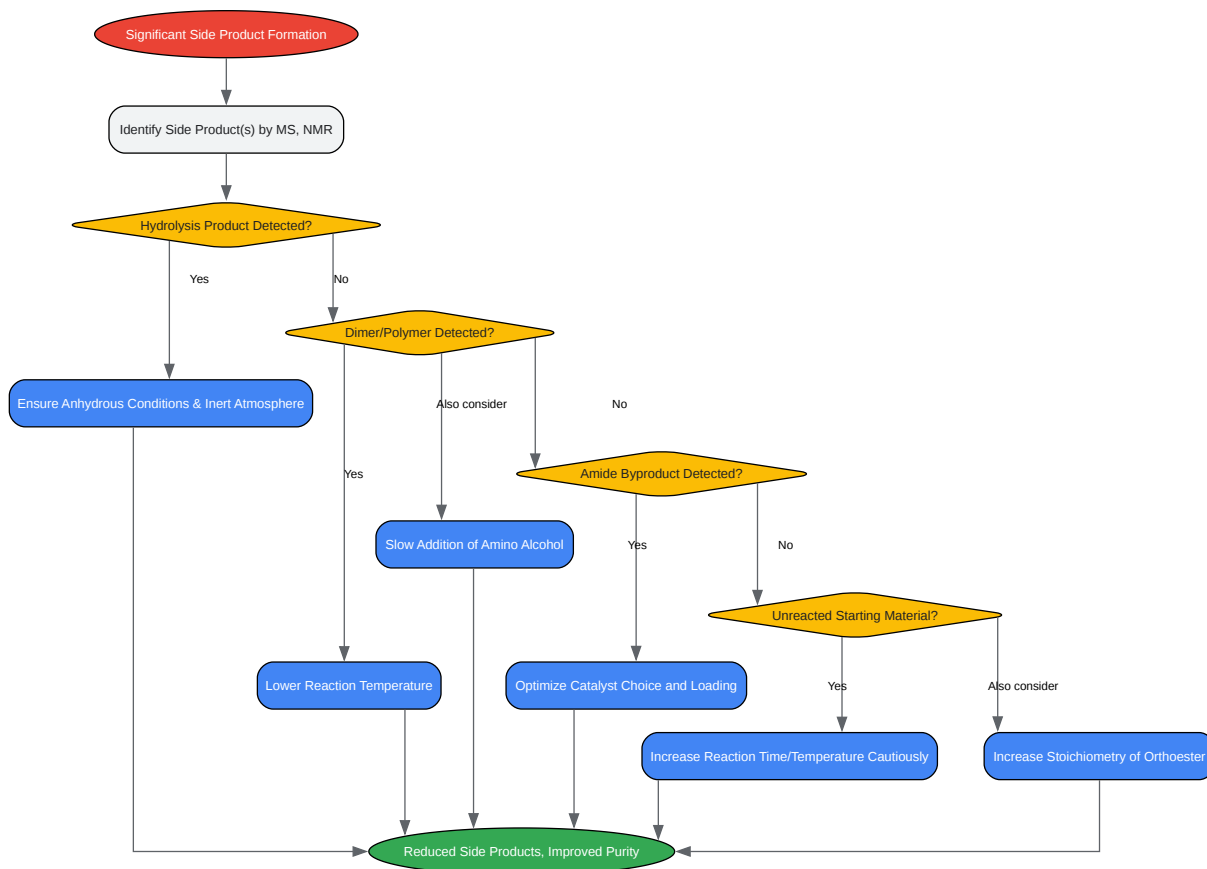 Significant Side Product Formation
Identify Side Product(s) by MS, NMR
Hydrolysis Product Detected?
Yes
No
Dimer/Polymer Detected?
Ensure Anhydrous Conditions & Inert Atmosphere
Also consider
No
Yes
Amide Byproduct Detected?
Slow Addition of Amino Alcohol
Yes
No
Unreacted Starting Material?
Lower Reaction Temperature
Optimize Catalyst Choice and Loading
Yes
Also consider
Increase Reaction Time/Temperature Cautiously
Increase Stoichiometry of Orthoester
Reduced Side Products, Improved Purity